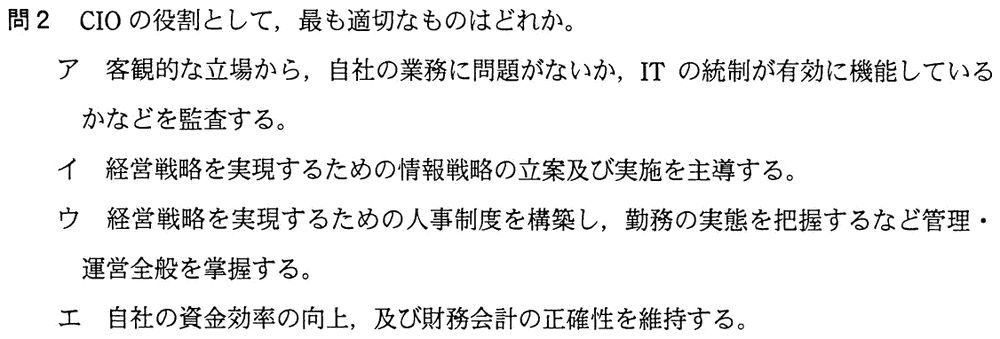 問2 CIO の役割として，最も適切なものはどれか。
ア 客観的な立場から，自社の業務に問題がないか，IT の統制が有効に機能している
かなどを監査する。
イ 経営戦略を実現するための情報戦略の立案及び実施を主導する。
ウ 経営戦略を実現するための人事制度を構築し，勤務の実態を把握するなど管理・
運営全般を掌握する。
エ 自社の資金効率の向上，及び財務会計の正確性を維持する。